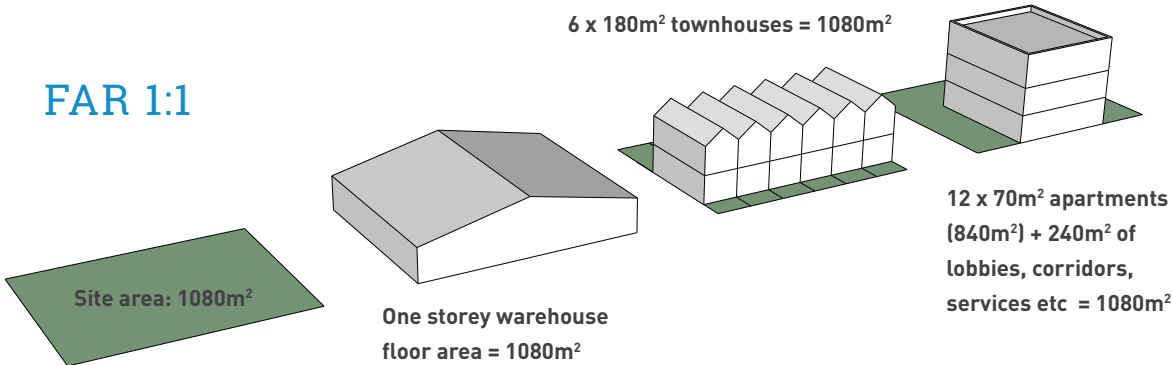 FAR 1:1
Site area: 1080m²
One storey warehouse
floor area = 1080m²
6 x 180m² townhouses = 1080m²
12 x 70m² apartments
(840m²) + 240m² of
lobbies, corridors,
services etc  = 1080m²